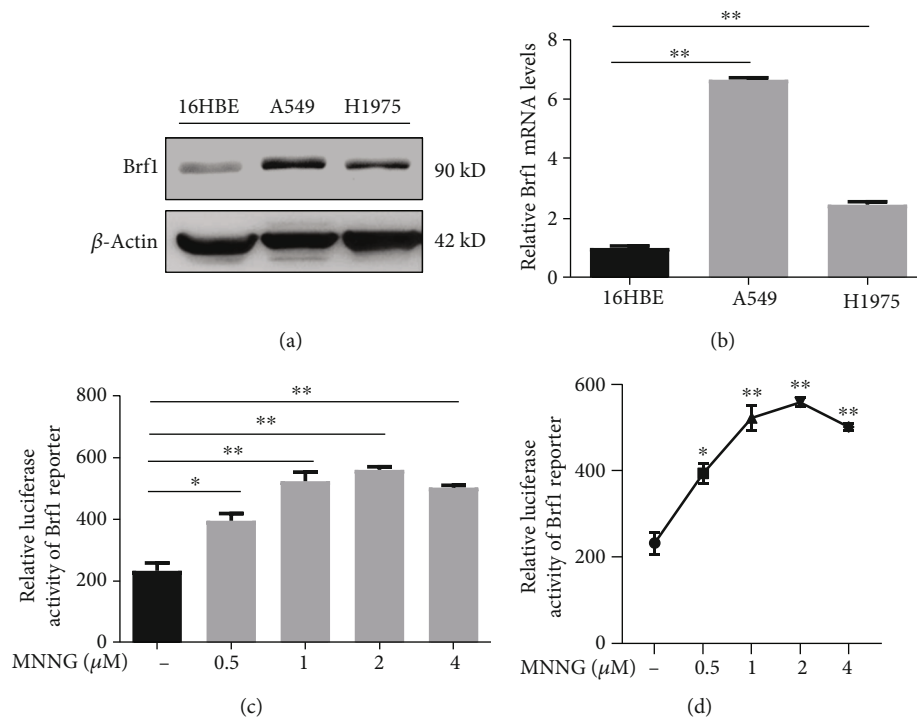 16HBE A549 H1975
Brf1
90 kD
β-Actin
42 kD
(a)
Relative Brf1 mRNA levels
8
6
4
2
0
**
**
16HBE A549 H1975
(b)
Relative luciferase
activity of Brf1 reporter
800
600
400
200
0
**
**
**
*
MNNG (μM) – 0.5 1 2 4
(c)
Relative luciferase
activity of Brf1 reporter
600
400
200
0
*
**
**
**
MNNG (μM) – 0.5 1 2 4
(d)